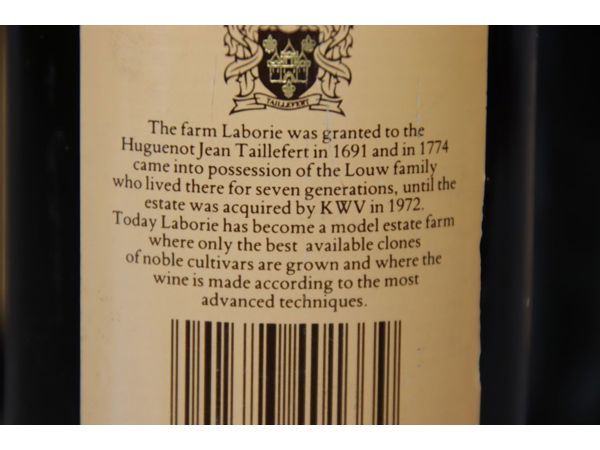 TAILLEFERT
The farm Laborie was granted to the
Huguenot Jean Taillefert in 1691 and in 1774
came into possession of the Louw family
who lived there for seven generations, until the
estate was acquired by KWV in 1972.
Today Laborie has become a model estate farm
where only the best available clones
of noble cultivars are grown and where the
wine is made according to the most
advanced techniques.